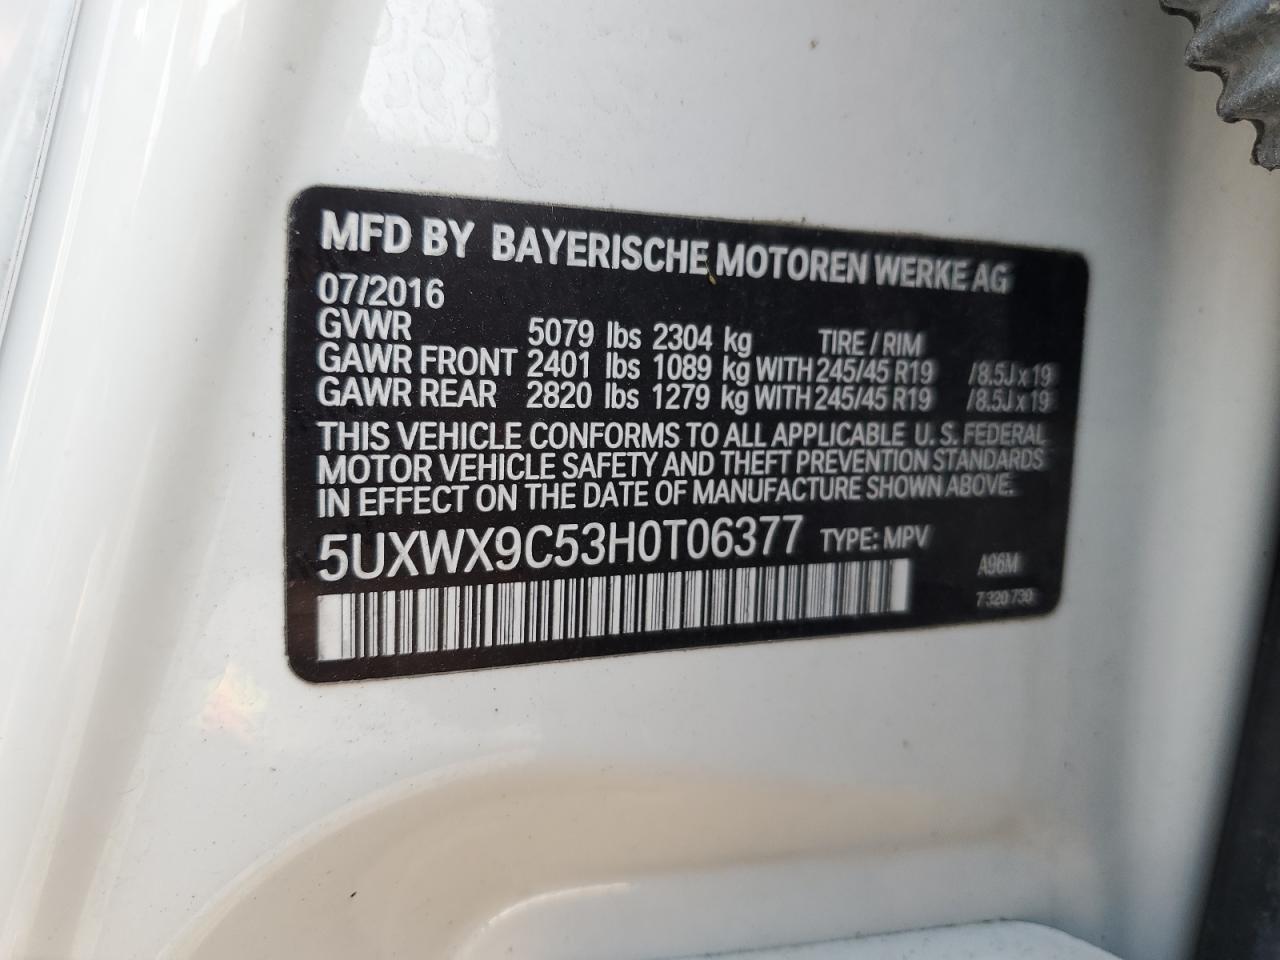 MFD BY BAYERISCHE MOTOREN WERKE AG
07/2016
GVWR 5079 lbs 2304 kg TIRE / RIM
GAWR FRONT 2401 lbs 1089 kg WITH 245/45 R19 /8.5J x 19
GAWR REAR 2820 lbs 1279 kg WITH 245/45 R19 /8.5J x 19
THIS VEHICLE CONFORMS TO ALL APPLICABLE U. S. FEDERAL
MOTOR VEHICLE SAFETY AND THEFT PREVENTION STANDARDS
IN EFFECT ON THE DATE OF MANUFACTURE SHOWN ABOVE.
5UXWX9C53H0T06377 TYPE: MPV
A96M
7 320 730